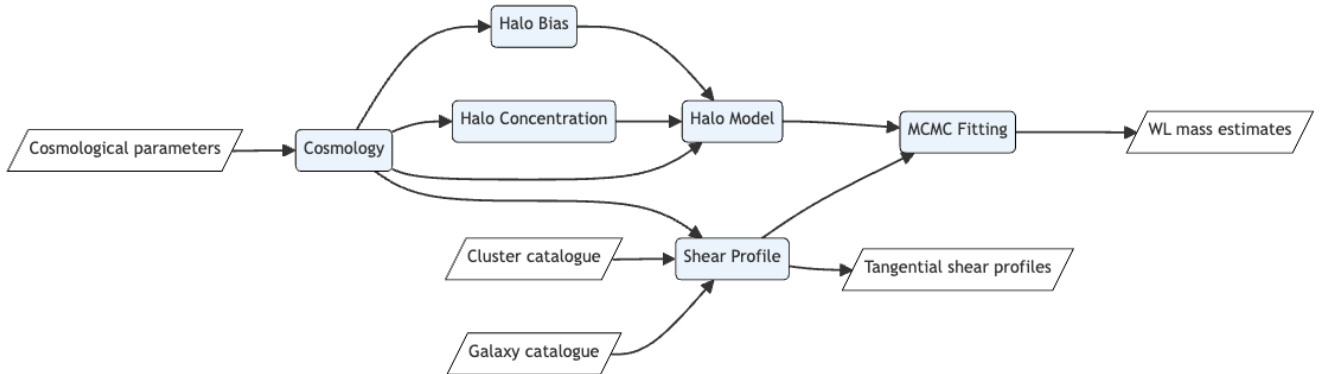 Halo Bias
Halo Concentration
Halo Model
MCMC Fitting
WL mass estimates
Cosmological parameters
Cosmology
Cluster catalogue
Shear Profile
Tangential shear profiles
Galaxy catalogue